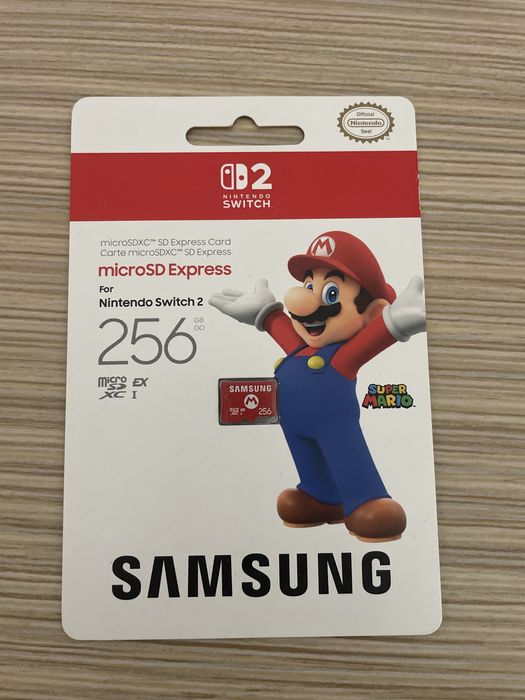 Official
Nintendo
Seal
2
NINTENDO
SWITCH
microSDXC™ SD Express Card
Carte microSDXC™ SD Express
microSD Express
For
Nintendo Switch 2
256 GB
GO
micro SD XC I EX
SAMSUNG
M
256
M
SUPER
MARIO
SAMSUNG